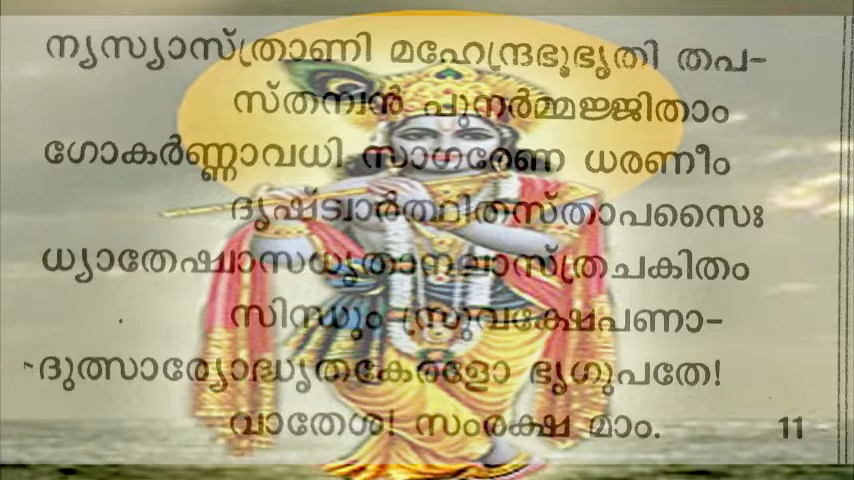 ന്യസ്യാസ്ത്രാണി മഹേന്ദ്രഭൂഭൃതി തപ-
സ്തന്വൻ പുനർമ്മജ്ജിതാം
ഗോകർണ്ണാവധി സാഗരേണ ധരണീം
ദൃഷ്ട്വാർത്ഥിതസ്താപസൈഃ
ധ്യാതേഷ്വാസധൃതാനലാസ്ത്രചകിതം
സിന്ധും സ്രുവക്ഷേപണാ-
ദുത്സാര്യോദ്ധൃതകേരളോ ഭൃഗുപതേ!
വാതേശ! സംരക്ഷ മാം. 11